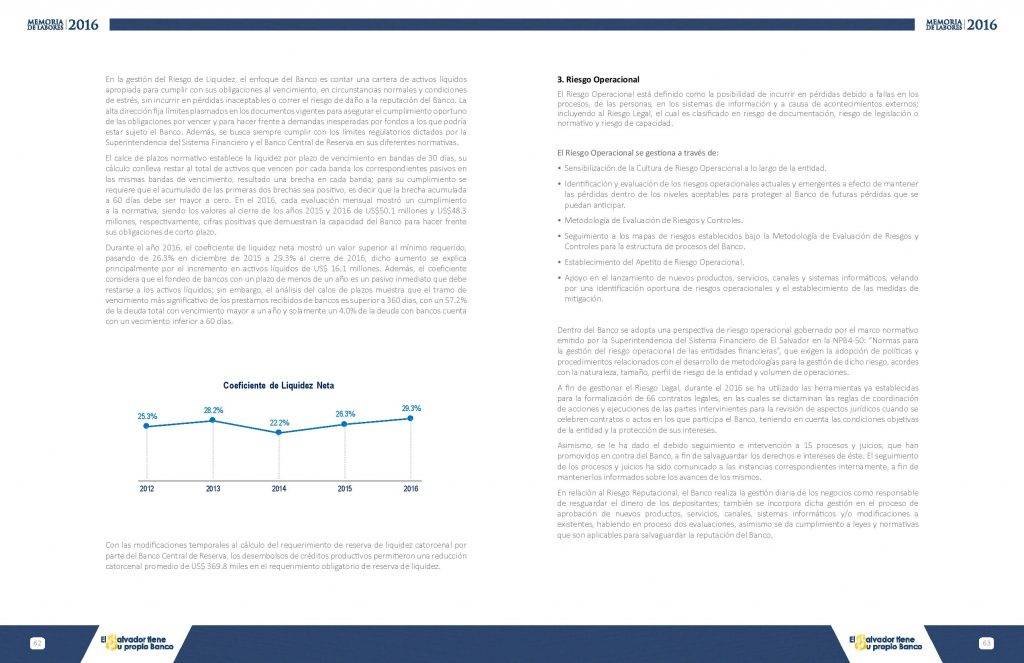 MEMORIA
DE LABORES 2016
MEMORIA
DE LABORES 2016
En la gestión del Riesgo de Liquidez, el enfoque del Banco es contar una cartera de activos líquidos
apropiada para cumplir con sus obligaciones al vencimiento, en circunstancias normales y condiciones
de estrés, sin incurrir en pérdidas inaceptables o correr el riesgo de daño a la reputación del Banco. La
alta dirección fija límites plasmados en los documentos vigentes para asegurar el cumplimiento oportuno
de las obligaciones por vencer y para hacer frente a demandas inesperadas por fondos a los que podría
estar sujeto el Banco. Además, se busca siempre cumplir con los límites regulatorios dictados por la
Superintendencia del Sistema Financiero y el Banco Central de Reserva en sus diferentes normativas.
El calce de plazos normativo establece la liquidez por plazo de vencimiento en bandas de 30 días, su
cálculo conlleva restar al total de activos que vencen por cada banda los correspondientes pasivos en
las mismas bandas de vencimiento, resultado una brecha en cada banda; para su cumplimiento se
requiere que el acumulado de las primeras dos brechas sea positivo, es decir que la brecha acumulada
a 60 días debe ser mayor a cero. En el 2016, cada evaluación mensual mostró un cumplimiento
a la normativa, siendo los valores al cierre de los años 2015 y 2016 de US$50.1 millones y US$48.3
millones, respectivamente, cifras positivas que demuestran la capacidad del Banco para hacer frente
sus obligaciones de corto plazo.
Durante el año 2016, el coeficiente de liquidez neta mostró un valor superior al mínimo requerido,
pasando de 26.3% en diciembre de 2015 a 29.3% al cierre de 2016, dicho aumento se explica
principalmente por el incremento en activos líquidos de US$ 16.1 millones. Además, el coeficiente
considera que el fondeo de bancos con un plazo de menos de un año es un pasivo inmediato que debe
restarse a los activos líquidos; sin embargo, el análisis del calce de plazos muestra que el tramo de
vencimiento más significativo de los prestamos recibidos de bancos es superior a 360 días, con un 57.2%
de la deuda total con vencimiento mayor a un año y solamente un 4.0% de la deuda con bancos cuenta
con un vecimiento inferior a 60 días.
Coeficiente de Liquidez Neta
25.3%
28.2%
22.2%
26.3%
29.3%
2012 2013 2014 2015 2016
Con las modificaciones temporales al cálculo del requerimiento de reserva de liquidez catorcenal por
parte del Banco Central de Reserva, los desembolsos de créditos productivos permitieron una reducción
catorcenal promedio de US$ 369.8 miles en el requerimiento obligatorio de reserva de liquidez.
62
El Salvador tiene
Su propio Banco
3. Riesgo Operacional
El Riesgo Operacional está definido como la posibilidad de incurrir en pérdidas debido a fallas en los
procesos, de las personas, en los sistemas de información y a causa de acontecimientos externos;
incluyendo al Riesgo Legal, el cual es clasificado en riesgo de documentación, riesgo de legislación o
normativo y riesgo de capacidad.
El Riesgo Operacional se gestiona a través de:
• Sensibilización de la Cultura de Riesgo Operacional a lo largo de la entidad.
• Identificación y evaluación de los riesgos operacionales actuales y emergentes a efecto de mantener
las pérdidas dentro de los niveles aceptables para proteger al Banco de futuras pérdidas que se
puedan anticipar.
• Metodología de Evaluación de Riesgos y Controles.
• Seguimiento a los mapas de riesgos establecidos bajo la Metodología de Evaluación de Riesgos y
Controles para la estructura de procesos del Banco.
• Establecimiento del Apetito de Riesgo Operacional.
• Apoyo en el lanzamiento de nuevos productos, servicios, canales y sistemas informáticos, velando
por una identificación oportuna de riesgos operacionales y el establecimiento de las medidas de
mitigación.
Dentro del Banco se adopta una perspectiva de riesgo operacional gobernado por el marco normativo
emitido por la Superintendencia del Sistema Financiero de El Salvador en la NPB4-50: "Normas para
la gestión del riesgo operacional de las entidades financieras", que exigen la adopción de políticas y
procedimientos relacionados con el desarrollo de metodologías para la gestión de dicho riesgo, acordes
con la naturaleza, tamaño, perfil de riesgo de la entidad y volumen de operaciones.
A fin de gestionar el Riesgo Legal, durante el 2016 se ha utilizado las herramientas ya establecidas
para la formalización de 66 contratos legales, en las cuales se dictaminan las reglas de coordinación
de acciones y ejecuciones de las partes intervinientes para la revisión de aspectos jurídicos cuando se
celebren contratos o actos en los que participa el Banco, teniendo en cuenta las condiciones objetivas
de la entidad y la protección de sus intereses.
Asimismo, se le ha dado el debido seguimiento e intervención a 15 procesos y juicios, que han
promovidos en contra del Banco, a fin de salvaguardar los derechos e intereses de éste. El seguimiento
de los procesos y juicios ha sido comunicado a las instancias correspondientes internamente, a fin de
mantenerlos informados sobre los avances de los mismos.
En relación al Riesgo Reputacional, el Banco realiza la gestión diaria de los negocios como responsable
de resguardar el dinero de los depositantes; también se incorpora dicha gestión en el proceso de
aprobación de nuevos productos, servicios, canales, sistemas informáticos y/o modificaciones a
existentes, habiendo en proceso dos evaluaciones, asimismo se da cumplimiento a leyes y normativas
que son aplicables para salvaguardar la reputación del Banco.
El Salvador tiene
Su propio Banco
63